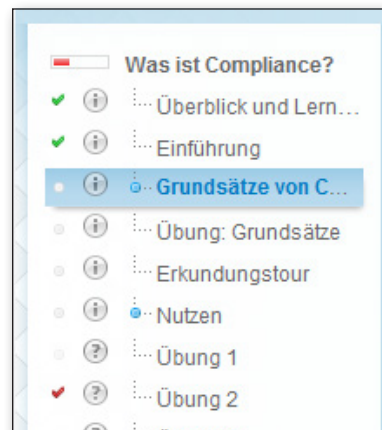 Was ist Compliance?
Überblick und Lern...
Einführung
Grundsätze von C...
Übung: Grundsätze
Erkundungstour
Nutzen
Übung 1
Übung 2